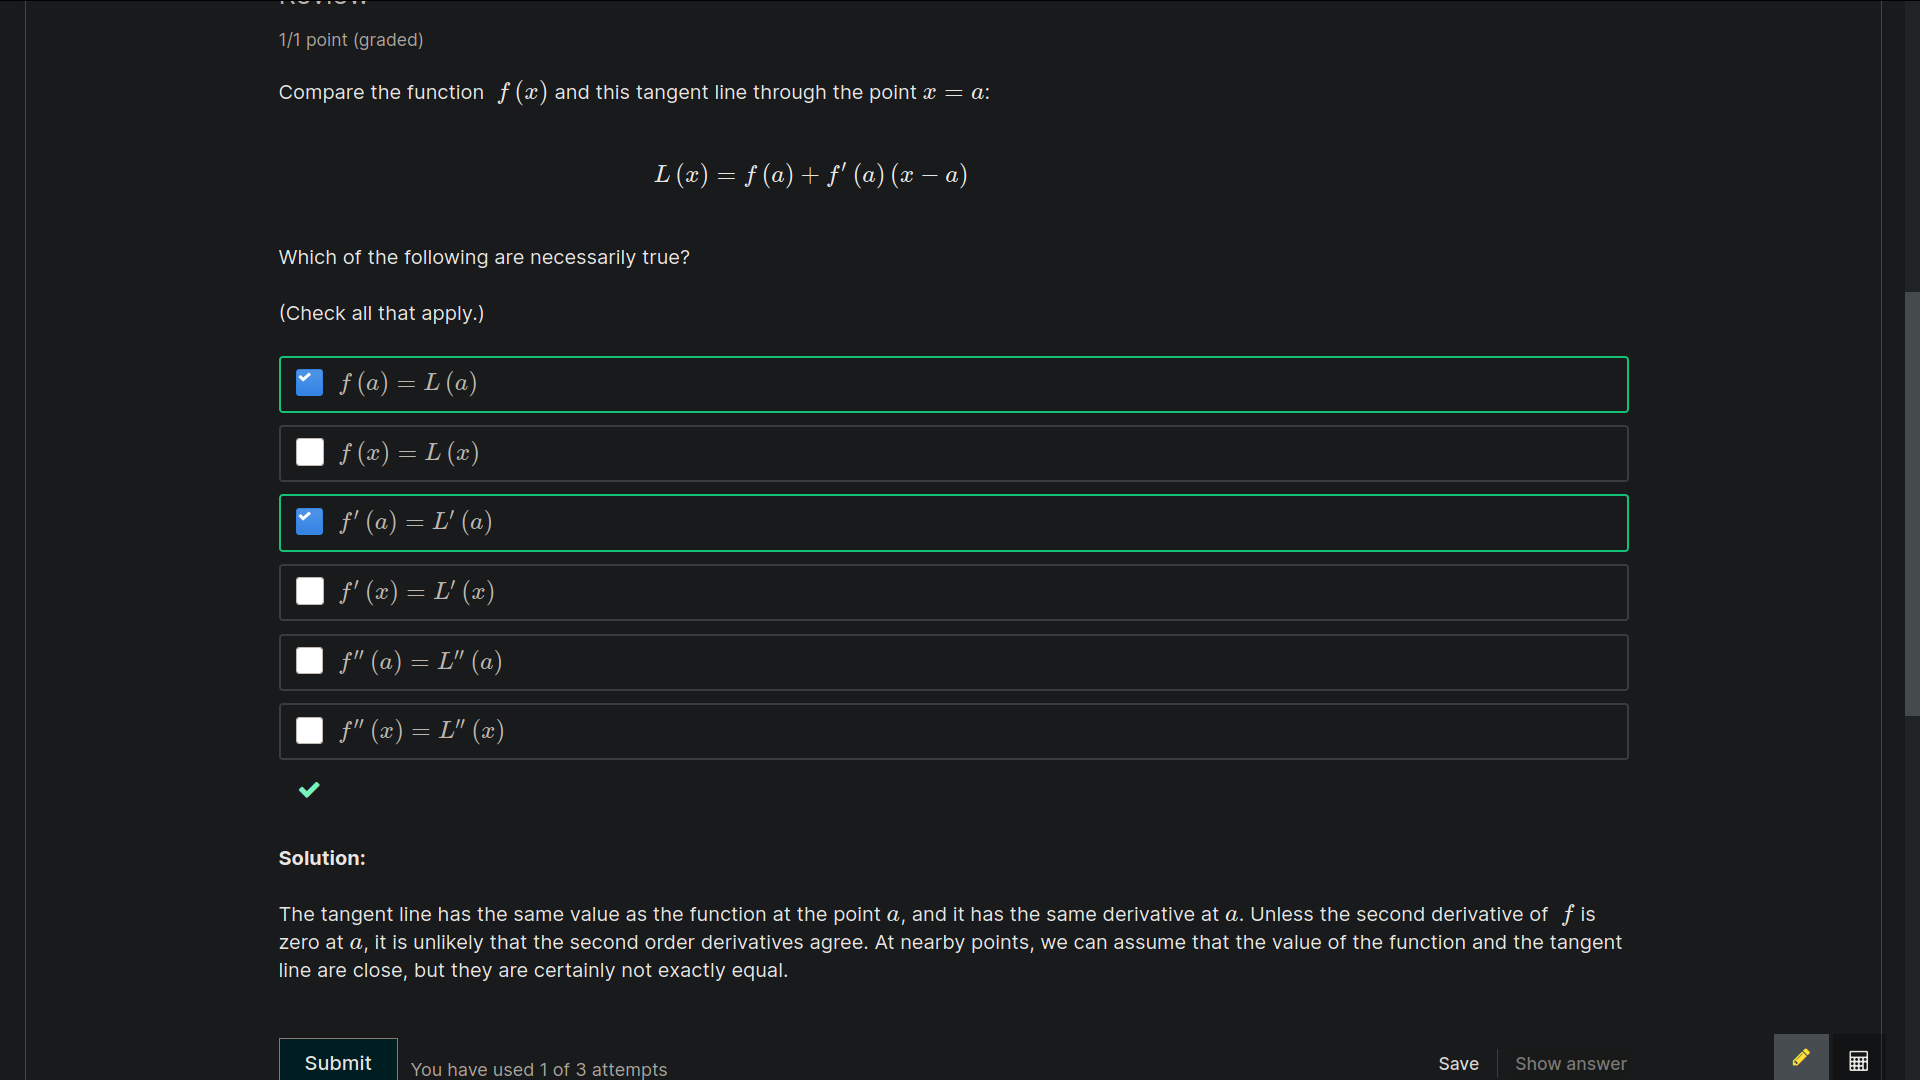 Review
1/1 point (graded)
Compare the function f(x) and this tangent line through the point x = a:
L(x) = f(a) + f′(a)(x − a)
Which of the following are necessarily true?
(Check all that apply.)
f(a) = L(a)
f(x) = L(x)
f′(a) = L′(a)
f′(x) = L′(x)
f″(a) = L″(a)
f″(x) = L″(x)
Solution:
The tangent line has the same value as the function at the point a, and it has the same derivative at a. Unless the second derivative of f is
zero at a, it is unlikely that the second order derivatives agree. At nearby points, we can assume that the value of the function and the tangent
line are close, but they are certainly not exactly equal.
Submit
You have used 1 of 3 attempts
Save
Show answer